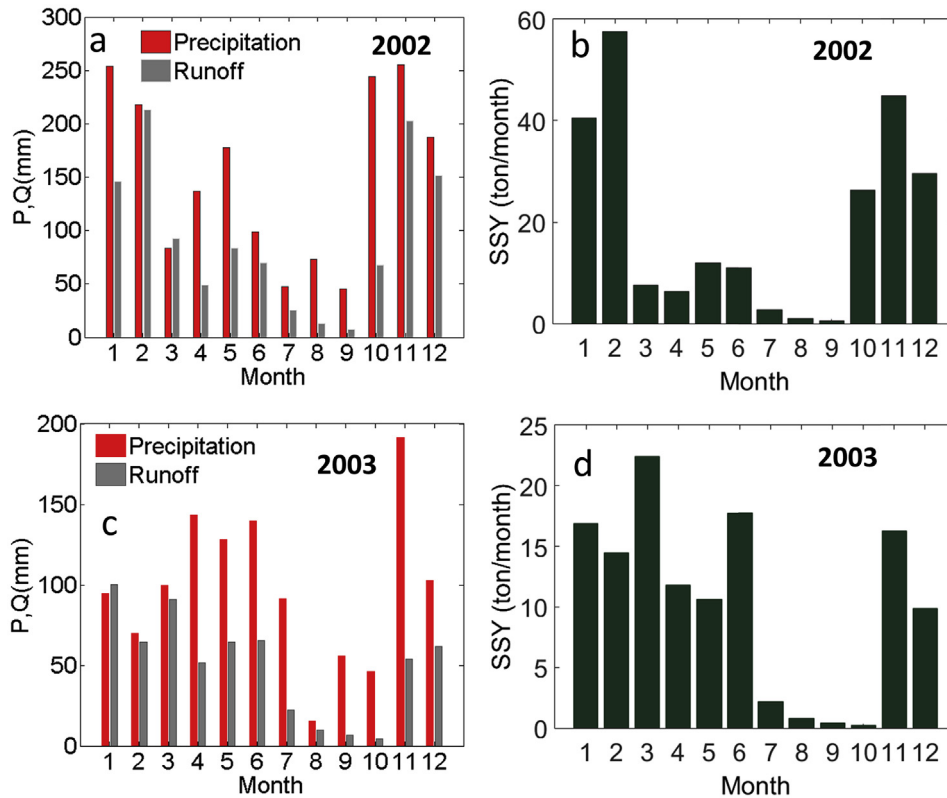 a
Precipitation
Runoff
2002
P,Q(mm)
300
250
200
150
100
50
0
1 2 3 4 5 6 7 8 9 10 11 12
Month
b
2002
SSY (ton/month)
60
40
20
0
1 2 3 4 5 6 7 8 9 10 11 12
Month
c
Precipitation
Runoff
2003
P,Q(mm)
200
150
100
50
0
1 2 3 4 5 6 7 8 9 10 11 12
Month
d
2003
SSY (ton/month)
25
20
15
10
5
0
1 2 3 4 5 6 7 8 9 10 11 12
Month